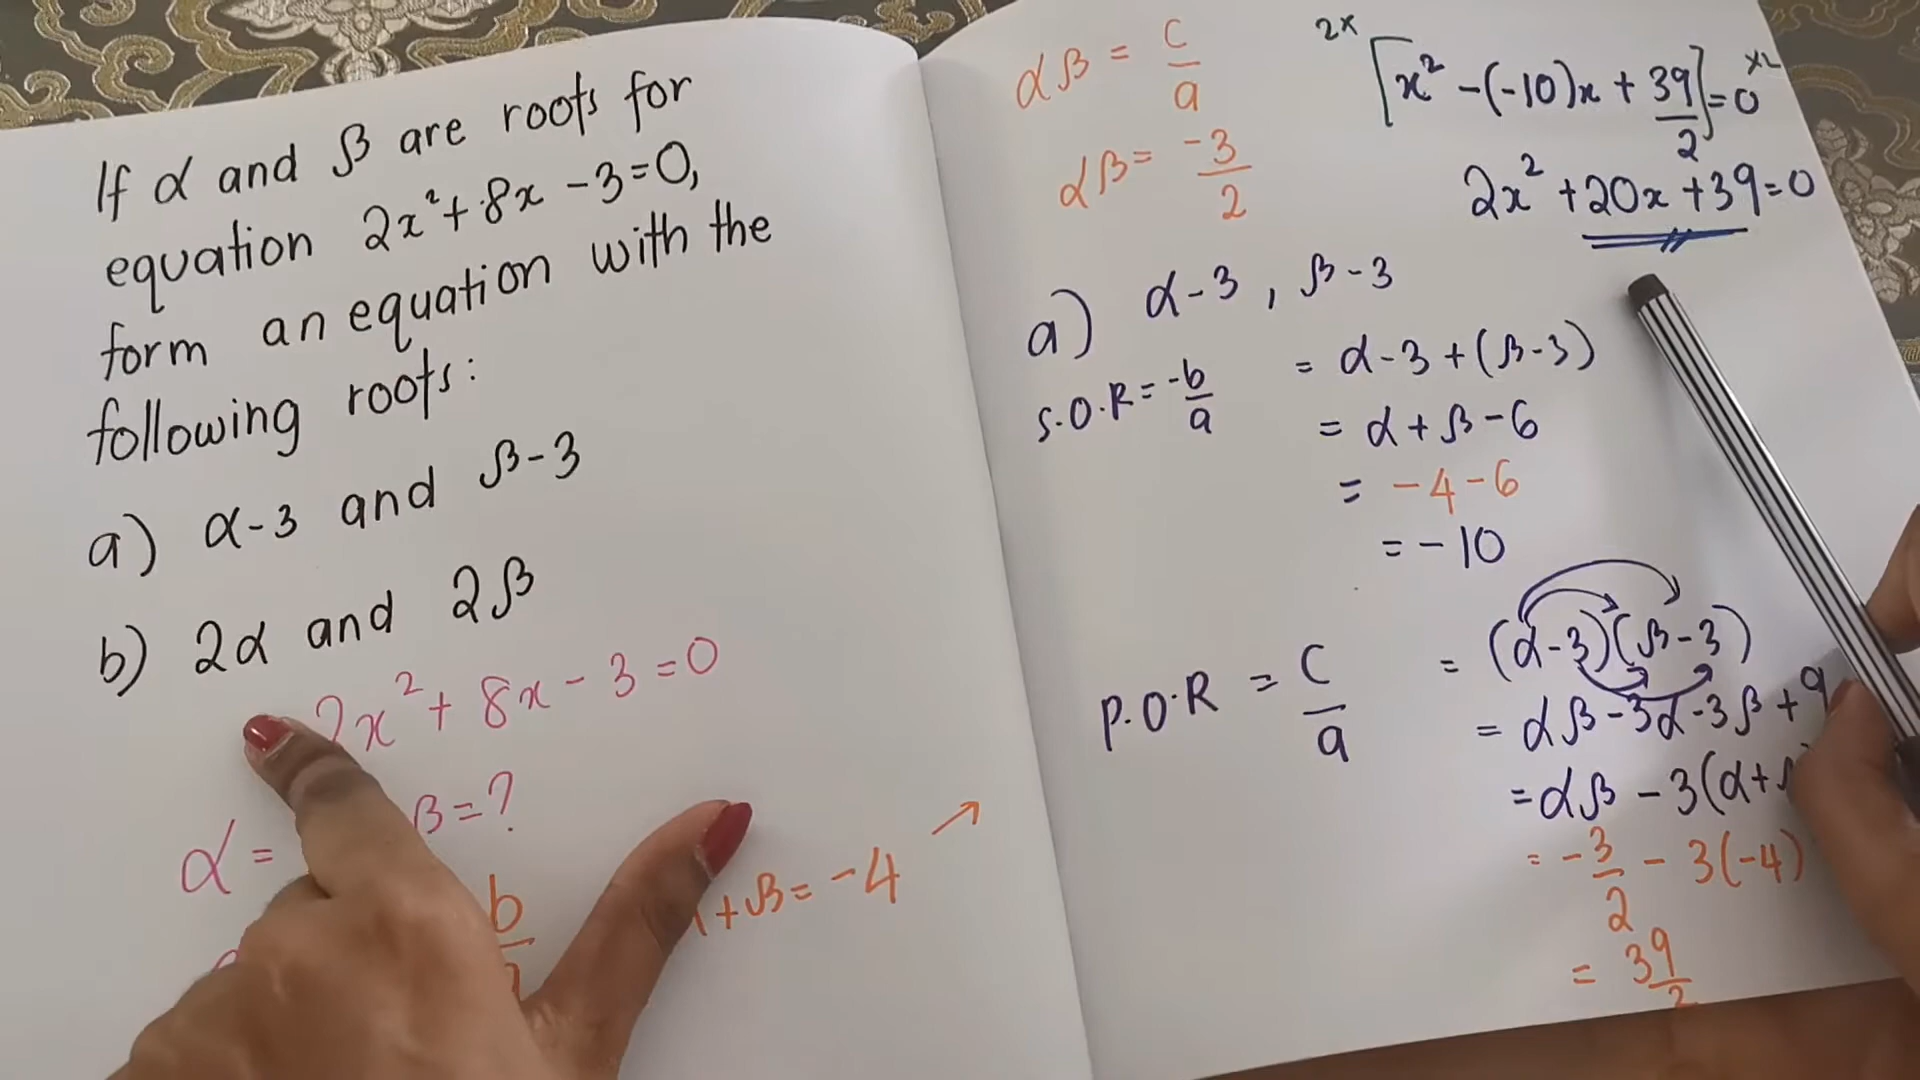 If α and β are roots for
equation 2x²+8x-3=0,
form an equation with the
following roots:
a) α-3 and β-3
b) 2α and 2β
2x²+8x-3=0
α= β=?
b
+β=-4
αβ = c/a
αβ = -3/2
2x [x² -(-10)x + 39/2]=0 x2
2x² +20x +39=0
a) α-3, β-3
S.O.R = -b/a = α-3+(β-3)
= α+β-6
= -4-6
= -10
P.O.R = c/a = (α-3)(β-3)
= αβ-3α-3β+9
=αβ -3(α+
= -3/2 - 3(-4)
= 39/2